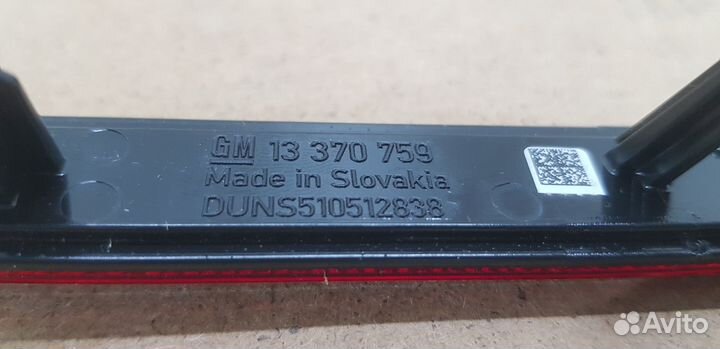 GM 13 370 759
Made in Slovakia
DUNS510512838
Avito